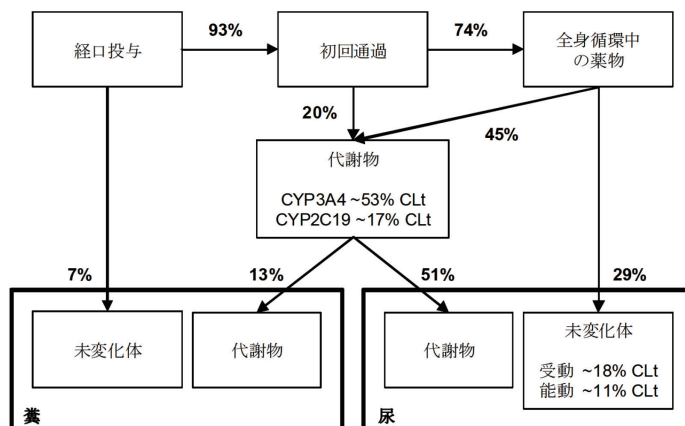 経口投与
93%
初回通過
74%
全身循環中
の薬物
20%
45%
代謝物
CYP3A4 ~53% CLt
CYP2C19 ~17% CLt
7%
13%
51%
29%
未変化体
代謝物
代謝物
未変化体
受動 ~18% CLt
能動 ~11% CLt
糞
尿